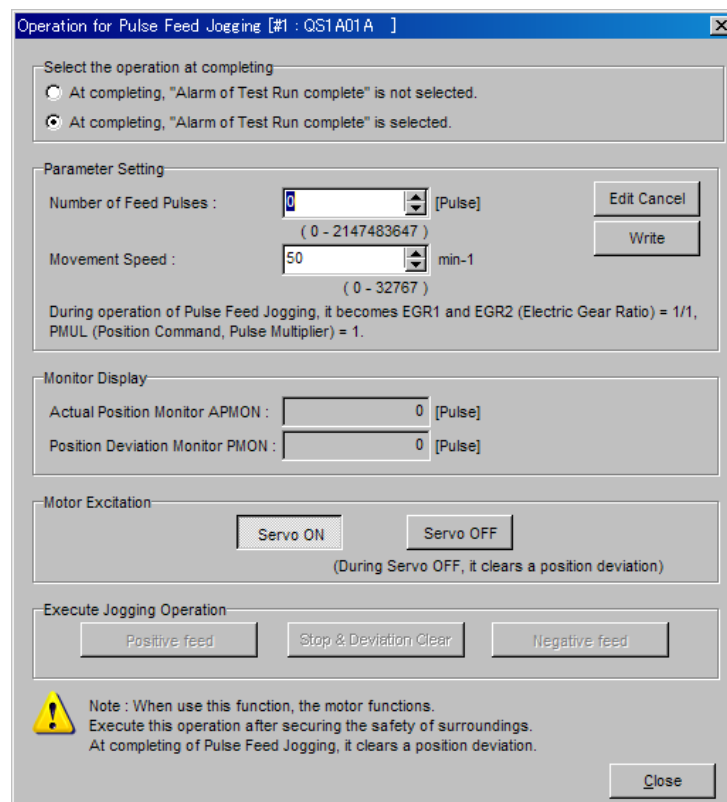 Operation for Pulse Feed Jogging [#1 : QS1A01A ]
Select the operation at completing
At completing, "Alarm of Test Run complete" is not selected.
At completing, "Alarm of Test Run complete" is selected.
Parameter Setting
Number of Feed Pulses : 0 [Pulse] Edit Cancel
( 0 - 2147483647 )
Write
Movement Speed : 50 min-1
( 0 - 32767 )
During operation of Pulse Feed Jogging, it becomes EGR1 and EGR2 (Electric Gear Ratio) = 1/1,
PMUL (Position Command, Pulse Multiplier) = 1.
Monitor Display
Actual Position Monitor APMON : 0 [Pulse]
Position Deviation Monitor PMON : 0 [Pulse]
Motor Excitation
Servo ON Servo OFF
(During Servo OFF, it clears a position deviation)
Execute Jogging Operation
Positive feed Stop & Deviation Clear Negative feed
Note : When use this function, the motor functions.
Execute this operation after securing the safety of surroundings.
At completing of Pulse Feed Jogging, it clears a position deviation.
Close